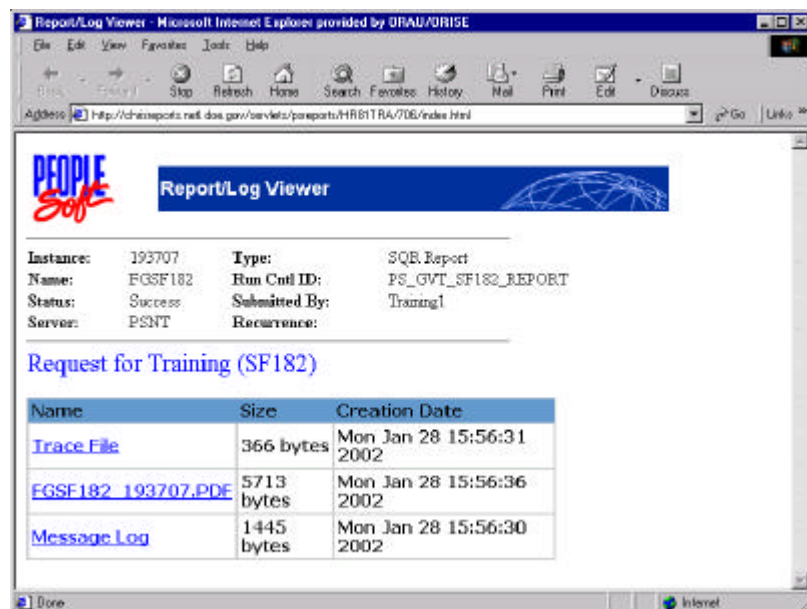 Report/Log Viewer - Microsoft Internet Explorer provided by ORAU/ORISE
File Edit View Favorites Tools Help
Back Forward Stop Refresh Home Search Favorites History Mail Print Edit Discuss
Address Go Links »
PEOPLE
Soft
Report/Log Viewer
Instance: 193707 Type: SQR Report
Name: FGSF182 Run Cntl ID: PS_GVT_SF182_REPORT
Status: Success Submitted By: Training1
Server: PSNT Recurrence:
Request for Training (SF182)
Name Size Creation Date
Trace File 366 bytes Mon Jan 28 15:56:31
2002
FGSF182_193707.PDF 5713
bytes Mon Jan 28 15:56:36
2002
Message Log 1445
bytes Mon Jan 28 15:56:30
2002
Done Internet